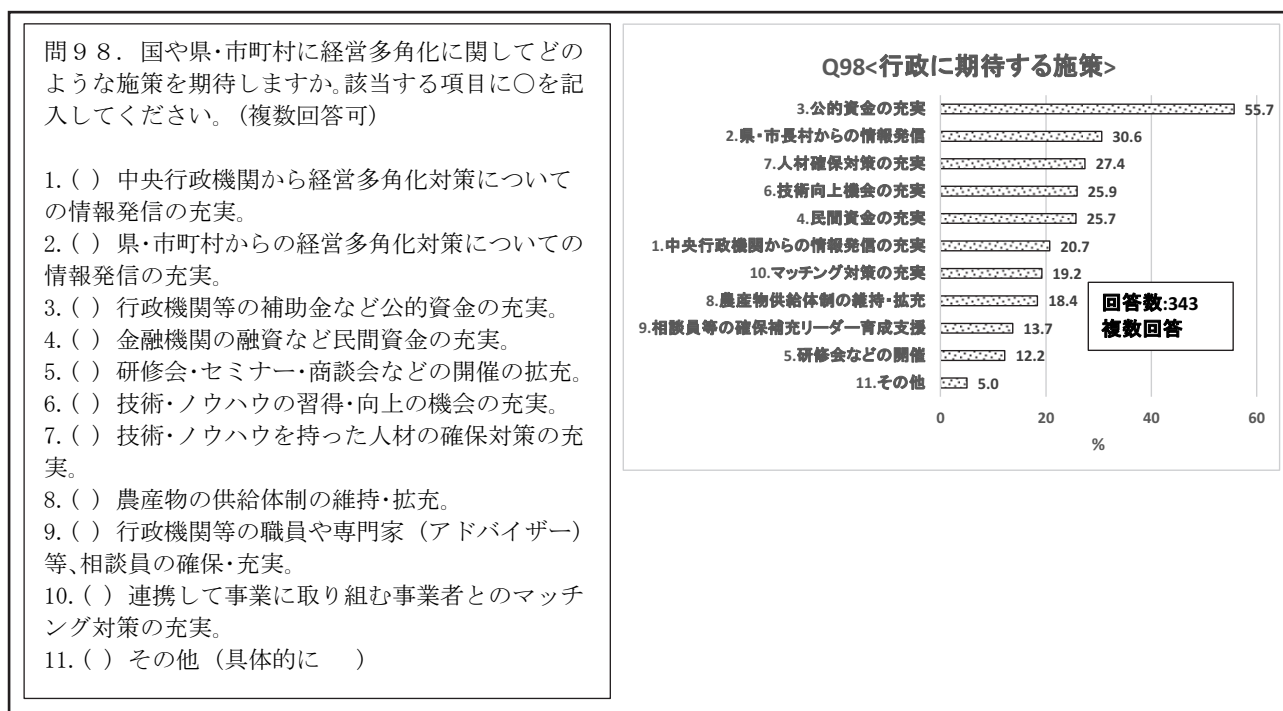 問９８．国や県・市町村に経営多角化に関してどの
ような施策を期待しますか。該当する項目に○を記
入してください。（複数回答可）
1.( ) 中央行政機関から経営多角化対策について
の情報発信の充実。
2.( ) 県・市町村からの経営多角化対策についての
情報発信の充実。
3.( ) 行政機関等の補助金など公的資金の充実。
4.( ) 金融機関の融資など民間資金の充実。
5.( ) 研修会・セミナー・商談会などの開催の拡充。
6.( ) 技術・ノウハウの習得・向上の機会の充実。
7.( ) 技術・ノウハウを持った人材の確保対策の充
実。
8.( ) 農産物の供給体制の維持・拡充。
9.( ) 行政機関等の職員や専門家（アドバイザー）
等、相談員の確保・充実。
10.( ) 連携して事業に取り組む事業者とのマッチ
ング対策の充実。
11.( ) その他（具体的に　　）
Q98<行政に期待する施策>
3.公的資金の充実 55.7
2.県・市長村からの情報発信 30.6
7.人材確保対策の充実 27.4
6.技術向上機会の充実 25.9
4.民間資金の充実 25.7
1.中央行政機関からの情報発信の充実 20.7
10.マッチング対策の充実 19.2
8.農産物供給体制の維持・拡充 18.4
9.相談員等の確保補充リーダー育成支援 13.7
5.研修会などの開催 12.2
11.その他 5.0
回答数:343
複数回答
0 20 40 60
%